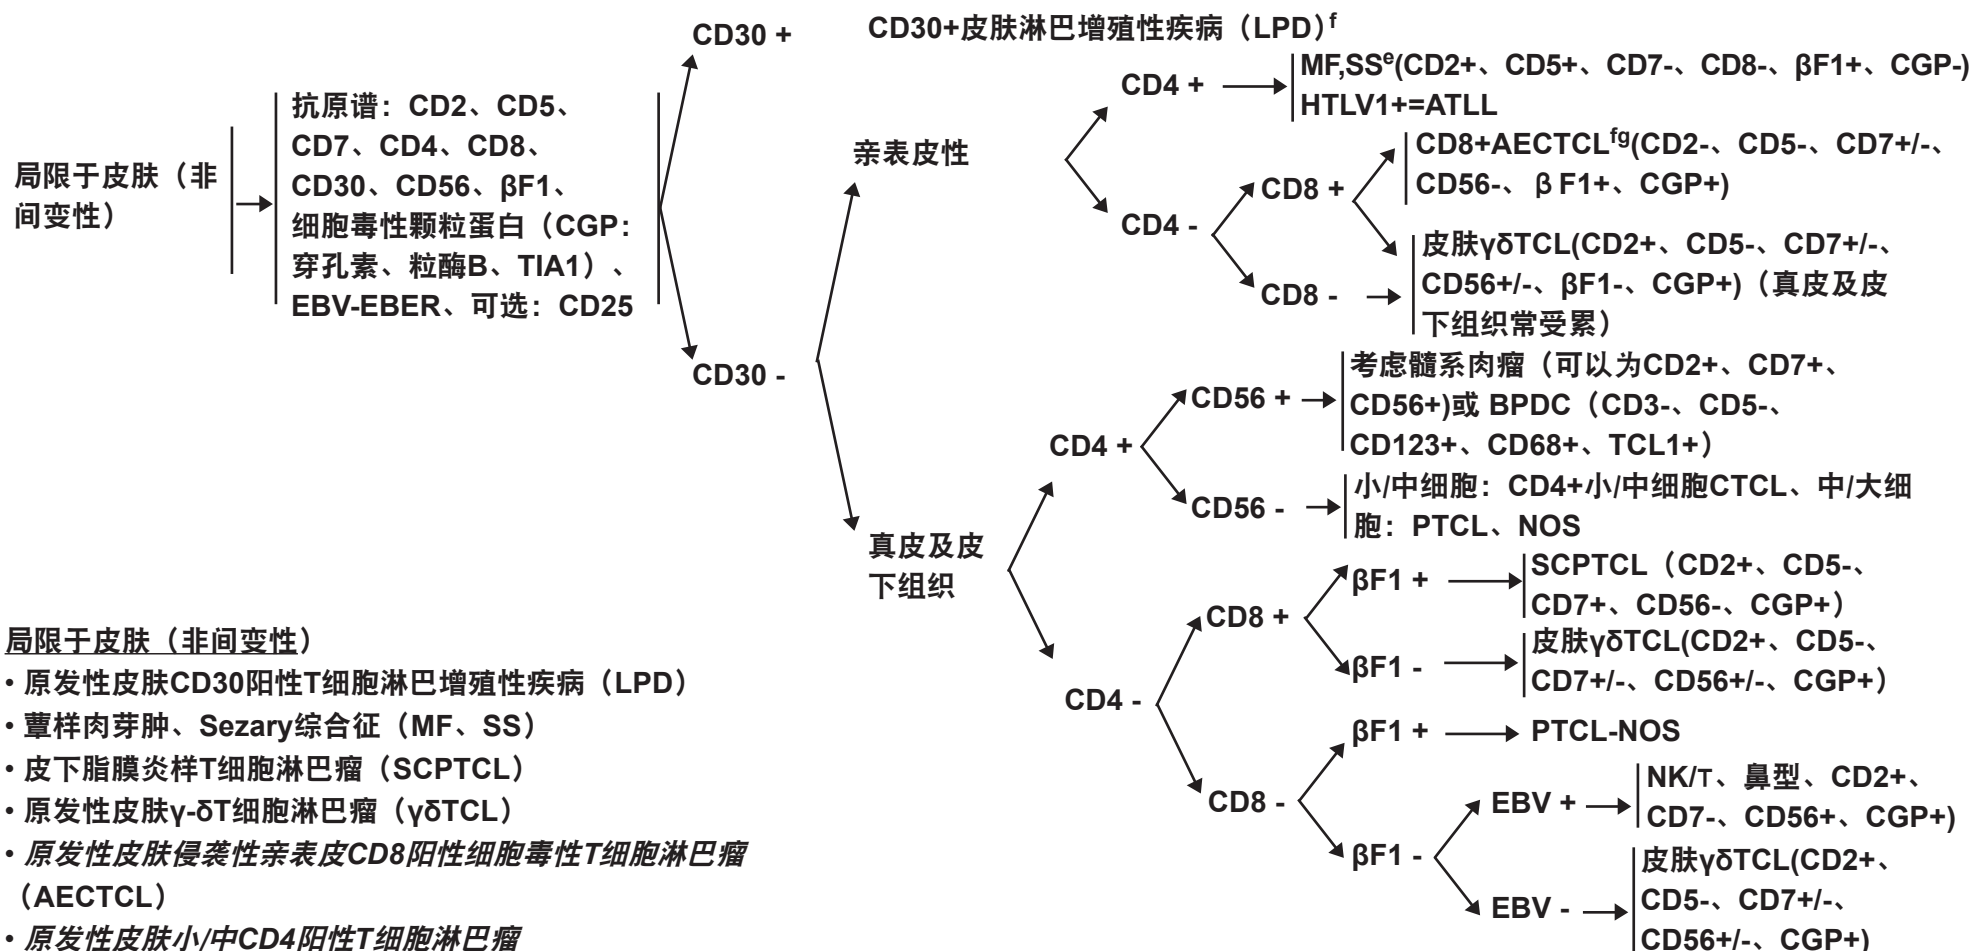 CD30 +
CD30+皮肤淋巴增殖性疾病（LPD）f
局限于皮肤（非
间变性）
抗原谱：CD2、CD5、
CD7、CD4、CD8、
CD30、CD56、βF1、
细胞毒性颗粒蛋白（CGP：
穿孔素、粒酶B、TIA1）、
EBV-EBER、可选：CD25
CD30 -
亲表皮性
CD4 +
MF,SSe(CD2+、CD5+、CD7-、CD8-、βF1+、CGP-)
HTLV1+=ATLL
CD4 -
CD8 +
CD8+AECTCLfg(CD2-、CD5-、CD7+/-、
CD56-、β F1+、CGP+)
皮肤γδTCL(CD2+、CD5-、CD7+/-、
CD56+/-、βF1-、CGP+)（真皮及皮
下组织常受累）
CD8 -
真皮及皮
下组织
CD4 +
CD56 +
考虑髓系肉瘤（可以为CD2+、CD7+、
CD56+)或 BPDC（CD3-、CD5-、
CD123+、CD68+、TCL1+）
CD56 -
小/中细胞：CD4+小/中细胞CTCL、中/大细
胞：PTCL、NOS
CD4 -
CD8 +
βF1 +
SCPTCL（CD2+、CD5-、
CD7+、CD56-、CGP+）
βF1 -
皮肤γδTCL(CD2+、CD5-、
CD7+/-、CD56+/-、CGP+）
CD8 -
βF1 +
PTCL-NOS
βF1 -
EBV +
NK/T、鼻型、CD2+、
CD7-、CD56+、CGP+)
EBV -
皮肤γδTCL(CD2+、
CD5-、CD7+/-、
CD56+/-、CGP+)
局限于皮肤（非间变性）
• 原发性皮肤CD30阳性T细胞淋巴增殖性疾病（LPD）
• 蕈样肉芽肿、Sezary综合征（MF、SS）
• 皮下脂膜炎样T细胞淋巴瘤（SCPTCL）
• 原发性皮肤γ-δT细胞淋巴瘤（γδTCL）
• 原发性皮肤侵袭性亲表皮CD8阳性细胞毒性T细胞淋巴瘤
（AECTCL）
• 原发性皮肤小/中CD4阳性T细胞淋巴瘤